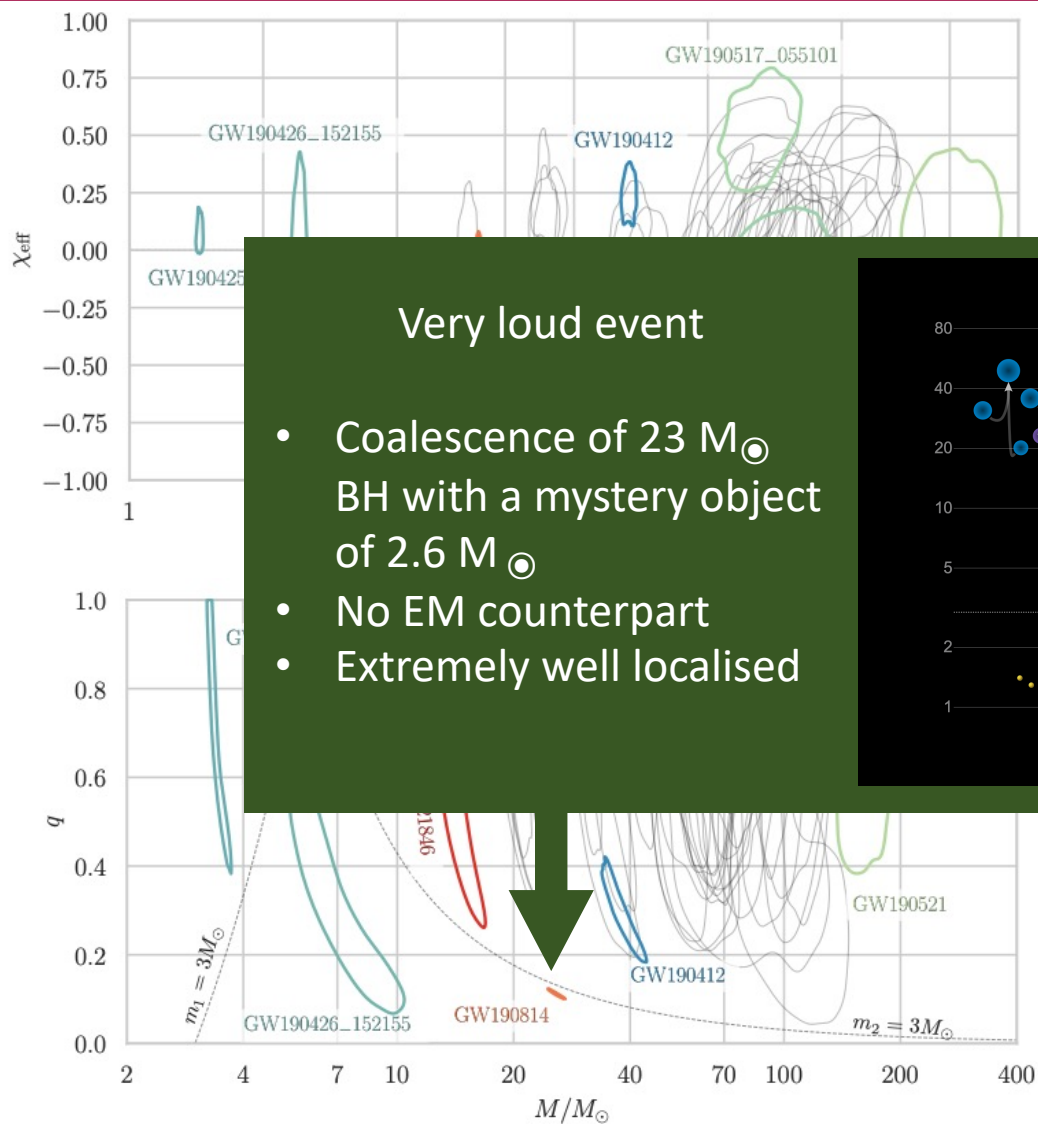 1.00
0.75
0.50
0.25
0.00
−0.25
−0.50
−0.75
−1.00
χeff
1
GW190517_055101
GW190426_152155
GW190412
GW190425
Very loud event
• Coalescence of 23 M☉
BH with a mystery object
of 2.6 M☉
• No EM counterpart
• Extremely well localised
80
40
20
10
5
2
1
1.0
0.8
0.6
0.4
0.2
0.0
q
21846
GW190521
GW190412
GW190814
GW190426_152155
m₁ = 3M☉
m₂ = 3M☉
2 4 7 10 20 40 70 100 200 400
M/M☉